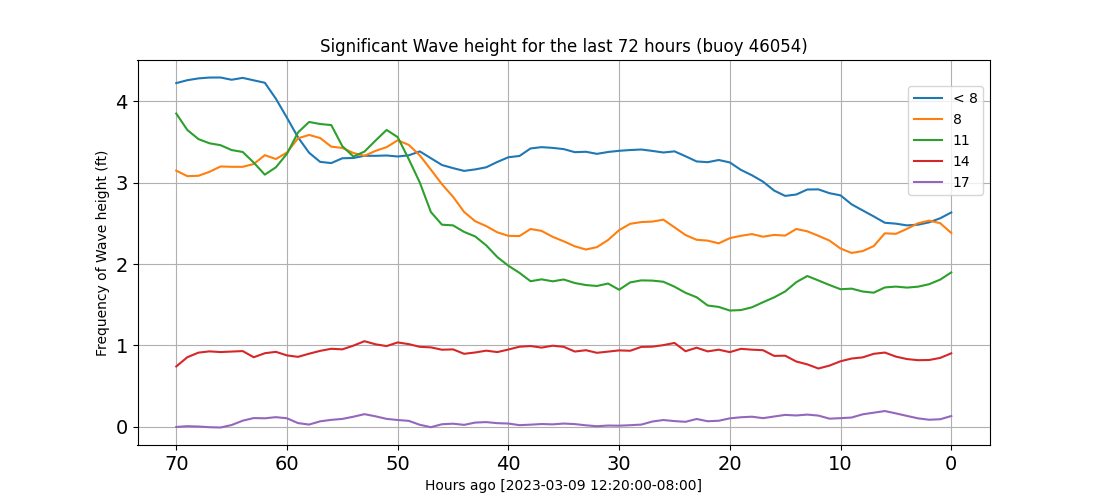 Significant Wave height for the last 72 hours (buoy 46054)
Frequency of Wave height (ft)
4
3
2
1
0
< 8
8
11
14
17
70 60 50 40 30 20 10 0
Hours ago [2023-03-09 12:20:00-08:00]